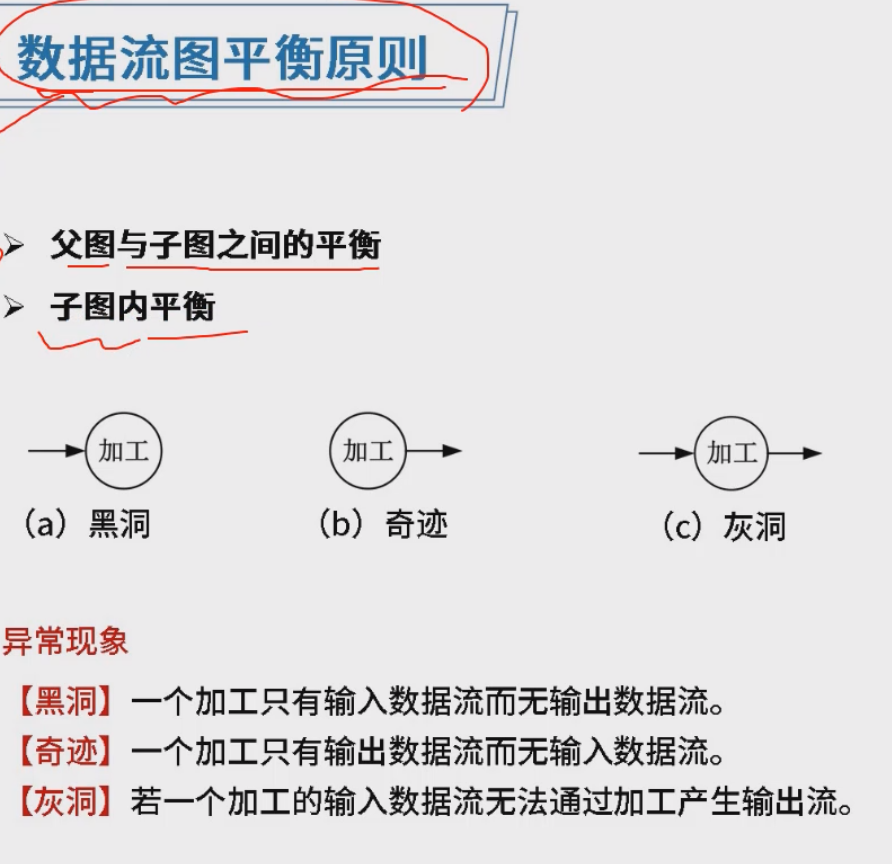 数据流图平衡原则
➢ 父图与子图之间的平衡
➢ 子图内平衡
加工 加工 加工
（a）黑洞 （b）奇迹 （c）灰洞
异常现象
【黑洞】一个加工只有输入数据流而无输出数据流。
【奇迹】一个加工只有输出数据流而无输入数据流。
【灰洞】若一个加工的输入数据流无法通过加工产生输出流。